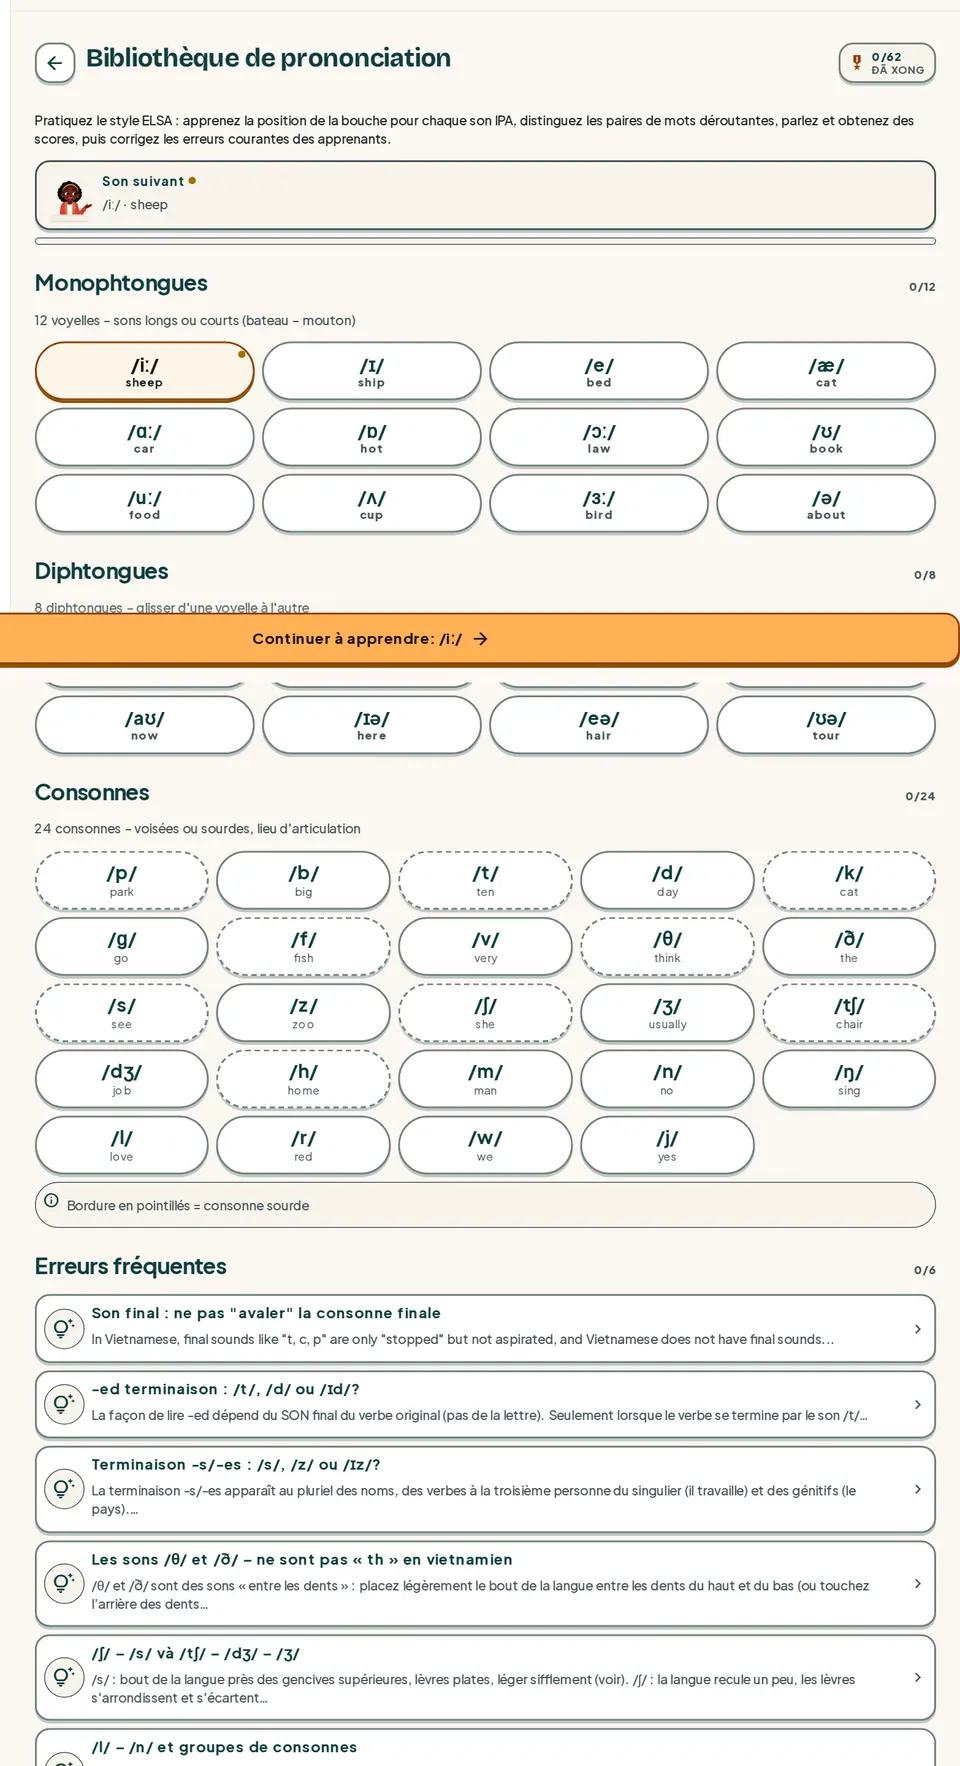 Bibliothèque de prononciation
0/62
ĐÃ XONG
Pratiquez le style ELSA : apprenez la position de la bouche pour chaque son IPA, distinguez les paires de mots déroutantes, parlez et obtenez des
scores, puis corrigez les erreurs courantes des apprenants.
Son suivant
/iː/ · sheep
Monophtongues
0/12
12 voyelles – sons longs ou courts (bateau – mouton)
/iː/
sheep
/ɪ/
ship
/e/
bed
/æ/
cat
/ɑː/
car
/ɒ/
hot
/ɔː/
law
/ʊ/
book
/uː/
food
/ʌ/
cup
/ɜː/
bird
/ə/
about
Diphtongues
0/8
8 diphtongues – glisser d'une voyelle à l'autre
Continuer à apprendre: /iː/ →
/aʊ/
now
/ɪə/
here
/eə/
hair
/ʊə/
tour
Consonnes
0/24
24 consonnes – voisées ou sourdes, lieu d'articulation
/p/
park
/b/
big
/t/
ten
/d/
day
/k/
cat
/g/
go
/f/
fish
/v/
very
/θ/
think
/ð/
the
/s/
see
/z/
zoo
/ʃ/
she
/ʒ/
usually
/tʃ/
chair
/dʒ/
job
/h/
home
/m/
man
/n/
no
/ŋ/
sing
/l/
love
/r/
red
/w/
we
/j/
yes
Bordure en pointillés = consonne sourde
Erreurs fréquentes
0/6
Son final : ne pas "avaler" la consonne finale
In Vietnamese, final sounds like "t, c, p" are only "stopped" but not aspirated, and Vietnamese does not have final sounds...
-ed terminaison : /t/, /d/ ou /ɪd/?
La façon de lire -ed dépend du SON final du verbe original (pas de la lettre). Seulement lorsque le verbe se termine par le son /t/...
Terminaison -s/-es : /s/, /z/ ou /ɪz/?
La terminaison -s/-es apparaît au pluriel des noms, des verbes à la troisième personne du singulier (il travaille) et des génitifs (le
pays)....
Les sons /θ/ et /ð/ – ne sont pas « th » en vietnamien
/θ/ et /ð/ sont des sons « entre les dents » : placez légèrement le bout de la langue entre les dents du haut et du bas (ou touchez
l'arrière des dents...
/ʃ/ – /s/ và /tʃ/ – /dʒ/ – /ʒ/
/s/ : bout de la langue près des gencives supérieures, lèvres plates, léger sifflement (voir). /ʃ/ : la langue recule un peu, les lèvres
s'arrondissent et s'écartent...
/l/ – /n/ et groupes de consonnes